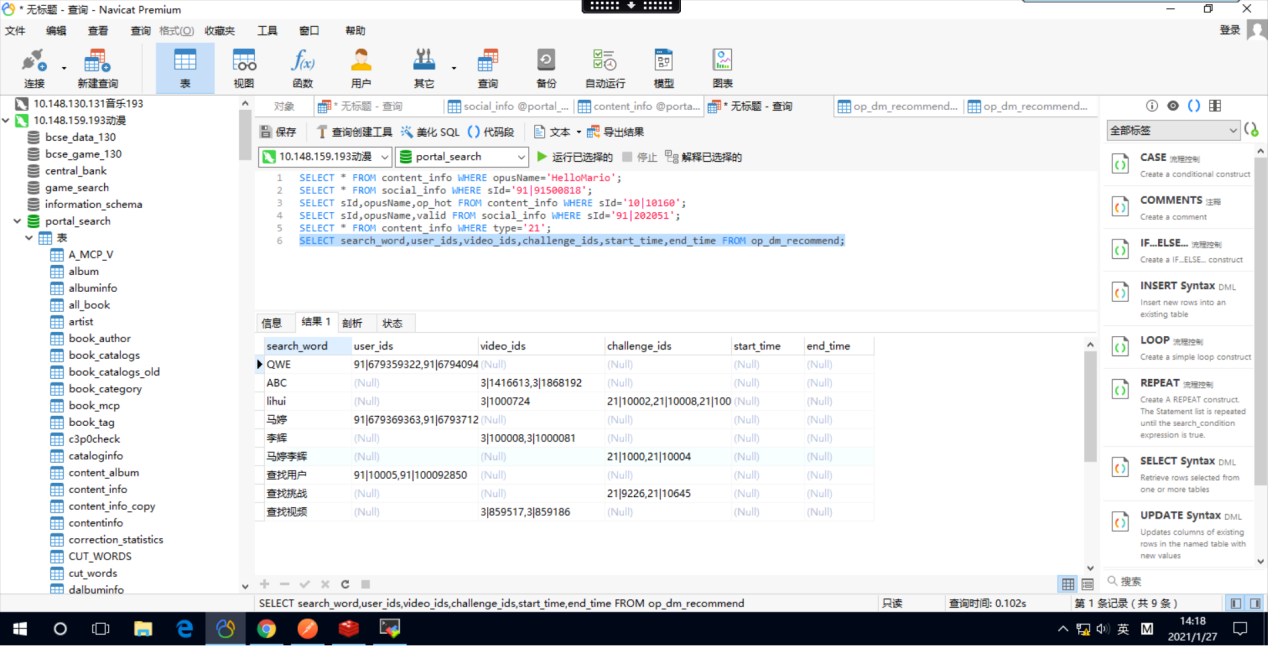 * 无标题 - 查询 - Navicat Premium
文件 编辑 查看 查询 格式(O) 收藏夹 工具 窗口 帮助 登录
连接 新建查询 表 视图 函数 用户 其它 查询 备份 自动运行 模型 图表
10.148.130.131音乐193
10.148.159.193动漫
bcse_data_130
bcse_game_130
central_bank
game_search
information_schema
portal_search
表
A_MCP_V
album
albuminfo
all_book
artist
book_author
book_catalogs
book_catalogs_old
book_category
book_mcp
book_tag
c3p0check
cataloginfo
content_album
content_info
content_info_copy
contentinfo
correction_statistics
CUT_WORDS
cut_words
dalbuminfo
对象 * 无标题 - 查询 social_info @portal_... content_info @porta... * 无标题 - 查询 op_dm_recommend... op_dm_recommend...
保存 查询创建工具 美化 SQL () 代码段 文本 导出结果
10.148.159.193动漫 portal_search 运行已选择的 停止 解释已选择的
1 SELECT * FROM content_info WHERE opusName='HelloMario';
2 SELECT * FROM social_info WHERE sId='91|91500818';
3 SELECT sId,opusName,op_hot FROM content_info WHERE sId='10|10160';
4 SELECT sId,opusName,valid FROM social_info WHERE sId='91|202051';
5 SELECT * FROM content_info WHERE type='21';
6 SELECT search_word,user_ids,video_ids,challenge_ids,start_time,end_time FROM op_dm_recommend;
信息 结果 1 剖析 状态
search_word user_ids video_ids challenge_ids start_time end_time
QWE 91|679359322,91|6794094 (Null) (Null) (Null) (Null)
ABC (Null) 3|1416613,3|1868192 (Null) (Null) (Null)
lihui (Null) 3|1000724 21|10002,21|10008,21|100 (Null) (Null)
马婷 91|679369363,91|6793712 (Null) (Null) (Null) (Null)
李辉 (Null) 3|100008,3|1000081 (Null) (Null) (Null)
马婷李辉 (Null) (Null) 21|1000,21|10004 (Null) (Null)
查找用户 91|10005,91|100092850 (Null) (Null) (Null) (Null)
查找挑战 (Null) (Null) 21|9226,21|10645 (Null) (Null)
查找视频 (Null) 3|859517,3|859186 (Null) (Null) (Null)
SELECT search_word,user_ids,video_ids,challenge_ids,start_time,end_time FROM op_dm_recommend 只读 查询时间: 0.102s 第 1 条记录 ( 共 9 条 )
全部标签
CASE 流程控制
Create a conditional construct
COMMENTS 注释
Create a comment
IF...ELSE... 流程控制
Create a IF...ELSE... construct
INSERT Syntax DML
Insert new rows into an
existing table
LOOP 流程控制
Create a simple loop construct
REPEAT 流程控制
Create A REPEAT construct.
The Statement list is repeated
until the search_condition
expression is true.
SELECT Syntax DML
Retrieve rows selected from
one or more tables
UPDATE Syntax DML
Updates columns of existing
rows in the named table with
new values
搜索
英 M 14:18
2021/1/27